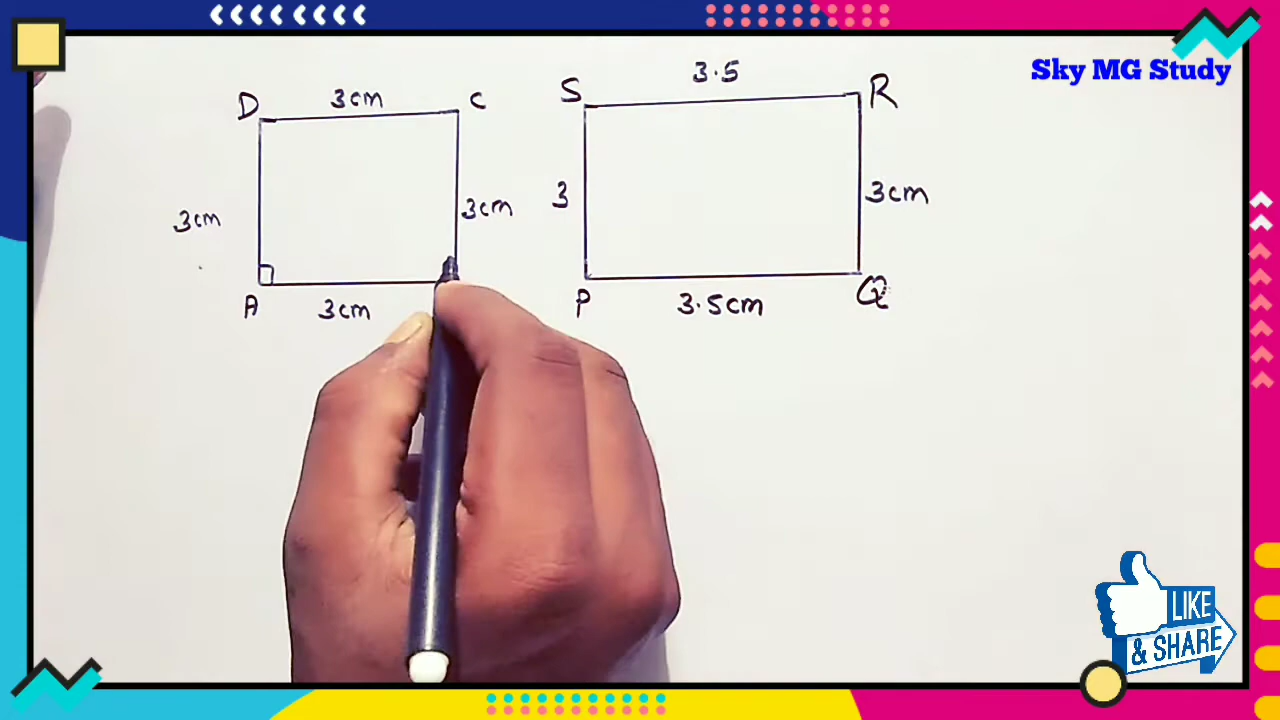 Sky MG Study
D 3cm C
3cm
3cm
A 3cm
S 3.5 R
3
3cm
P 3.5cm Q
LIKE
& SHARE